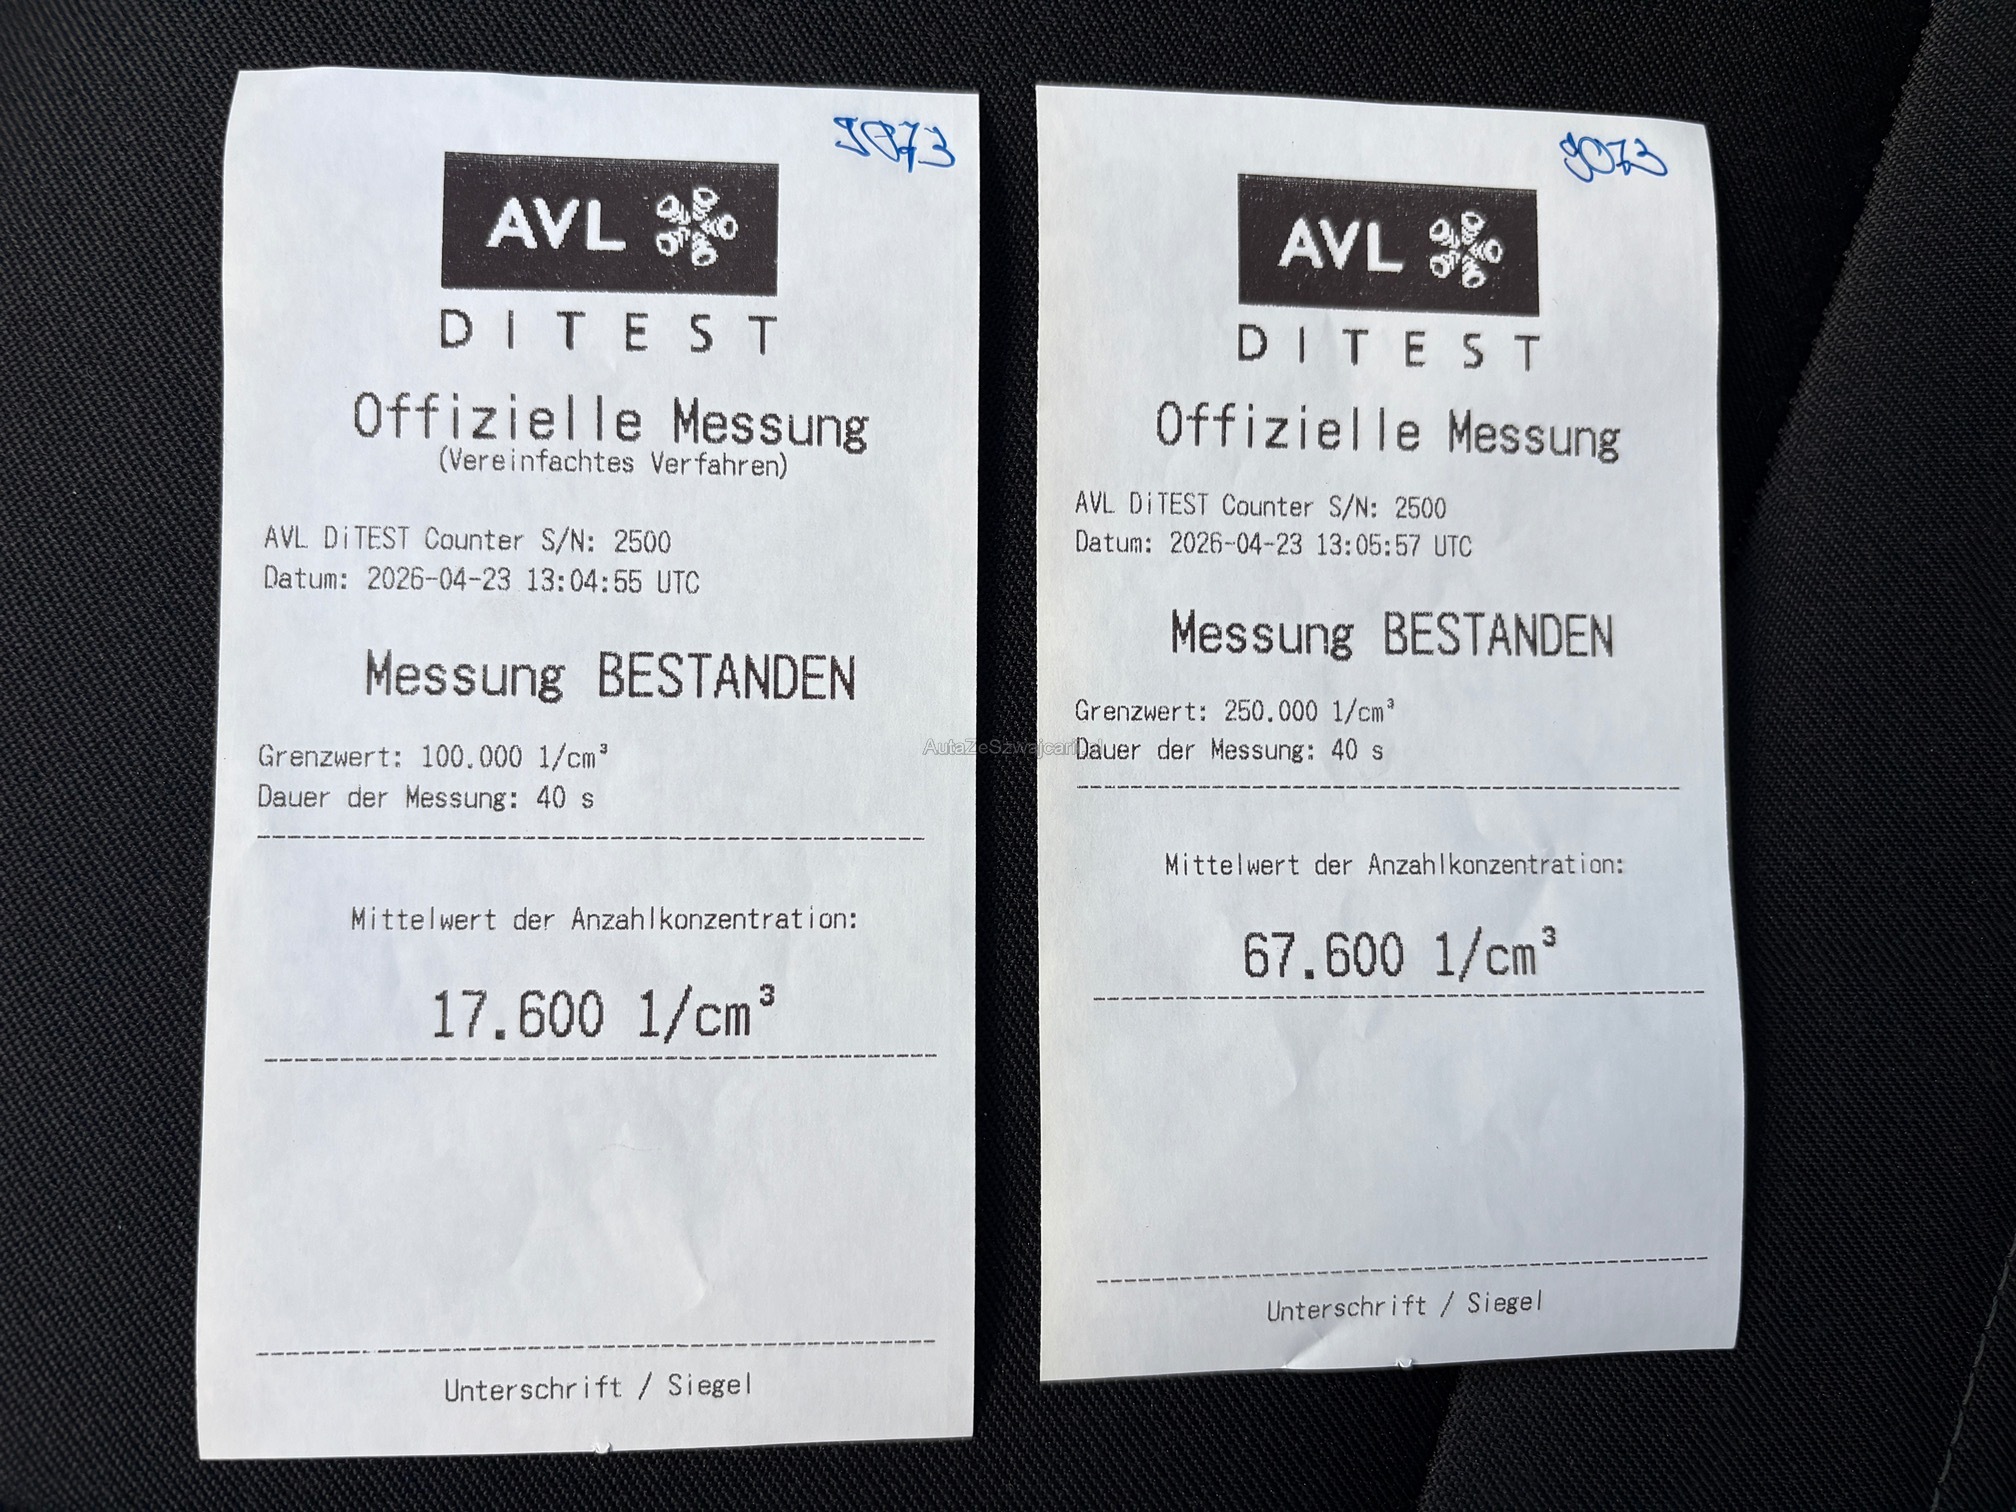 9073
AVL
DITEST
Offizielle Messung
(Vereinfachtes Verfahren)
AVL DiTEST Counter S/N: 2500
Datum: 2026-04-23 13:04:55 UTC
Messung BESTANDEN
Grenzwert: 100.000 1/cm³
Dauer der Messung: 40 s
Mittelwert der Anzahlkonzentration:
17.600 1/cm³
Unterschrift / Siegel
9073
AVL
DITEST
Offizielle Messung
AVL DiTEST Counter S/N: 2500
Datum: 2026-04-23 13:05:57 UTC
Messung BESTANDEN
Grenzwert: 250.000 1/cm³
Dauer der Messung: 40 s
Mittelwert der Anzahlkonzentration:
67.600 1/cm³
Unterschrift / Siegel